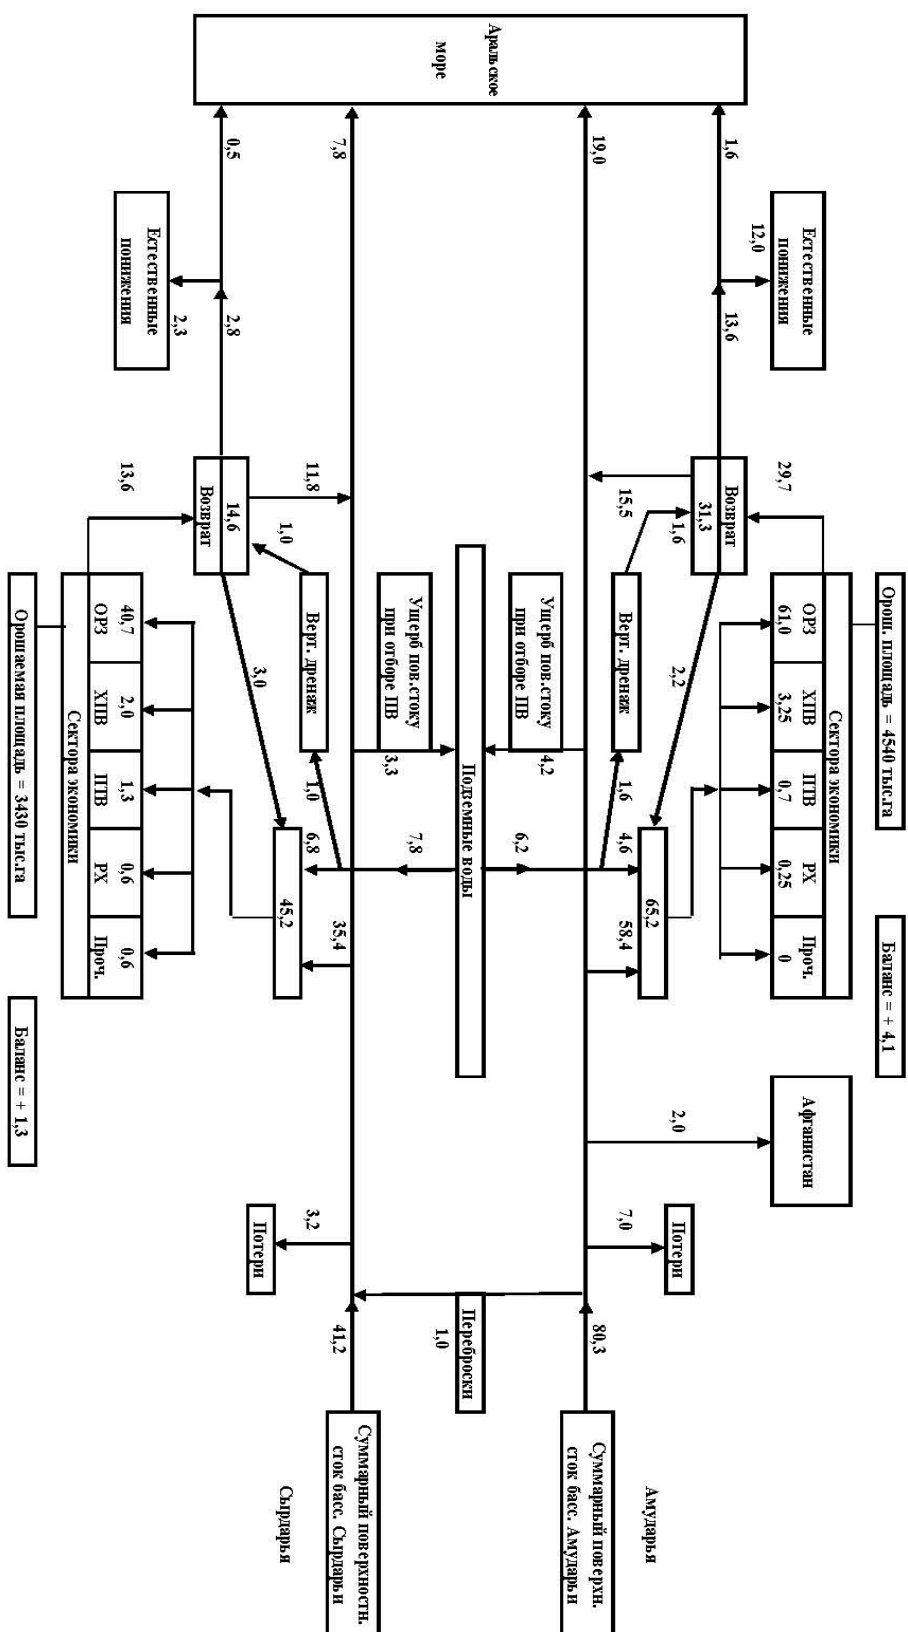 Амударья
Суммарный поверхн.
сток басс. Амударьи
80,3
Переброски
1,0
Суммарный поверхностн.
сток басс. Сырдарьи
Сырдарья
41,2
Потери
7,0
Потери
3,2
Афганистан
2,0
Баланс = + 4,1
Орош. площадь = 4540 тыс.га
Сектора экономики
ОРЗ
ХПВ
ПТВ
РХ
Проч.
61,0
3,25
0,7
0,25
0
65,2
58,4
4,6
2,2
1,6
Верт. дренаж
1,6
Возврат
31,3
29,7
15,5
Ущерб пов.стоку
при отборе ПВ
4,2
6,2
Подземные воды
7,8
3,3
Ущерб пов.стоку
при отборе ПВ
35,4
6,8
45,2
1,0
Верт. дренаж
1,0
3,0
11,8
14,6
Возврат
13,6
40,7
2,0
1,3
0,6
0,6
ОРЗ
ХПВ
ПТВ
РХ
Проч.
Сектора экономики
Орошаемая площадь = 3430 тыс.га
Баланс = + 1,3
13,6
Естественные
понижения
12,0
1,6
19,0
7,8
2,8
Естественные
понижения
2,3
0,5
Аральское
море